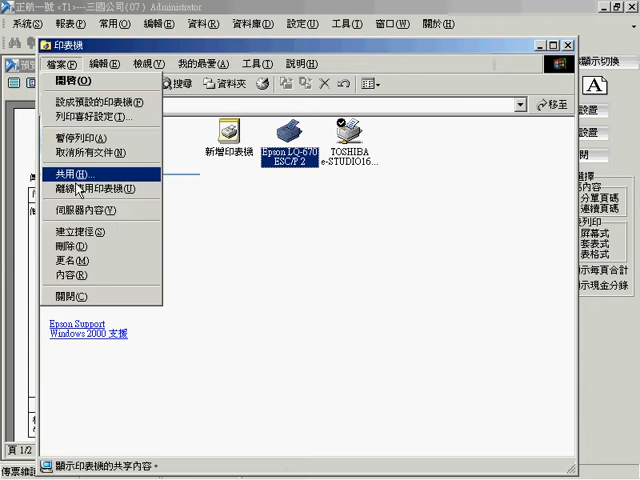 正航一號 <T1>---三國公司(07) Administrator
系統(S) 報表(P) 常用(O) 編輯(E) 資料(R) 資料庫(D) 設定(U) 工具(T) 窗口(W) 關於(H)
印表機
檔案(F) 編輯(E) 檢視(V) 我的最愛(A) 工具(T) 說明(H)
搜尋 資料夾
移至
開啓(O)
設成預設的印表機(F)
列印喜好設定(T)...
暫停列印(A)
取消所有文件(N)
共用(H)...
離線使用印表機(U)
伺服器內容(Y)
建立捷徑(S)
刪除(D)
更名(M)
內容(R)
關閉(C)
新增印表機
Epson LQ-670
ESC/P 2
TOSHIBA
e-STUDIO16...
Epson Support
Windows 2000 支援
示切換
設置
設置
閉
選擇
內容
分單頁碼
連續頁碼
列印
屏幕式
套表式
表格式
示每頁合計
示現金分錄
頁 1/2
顯示印表機的共享內容。